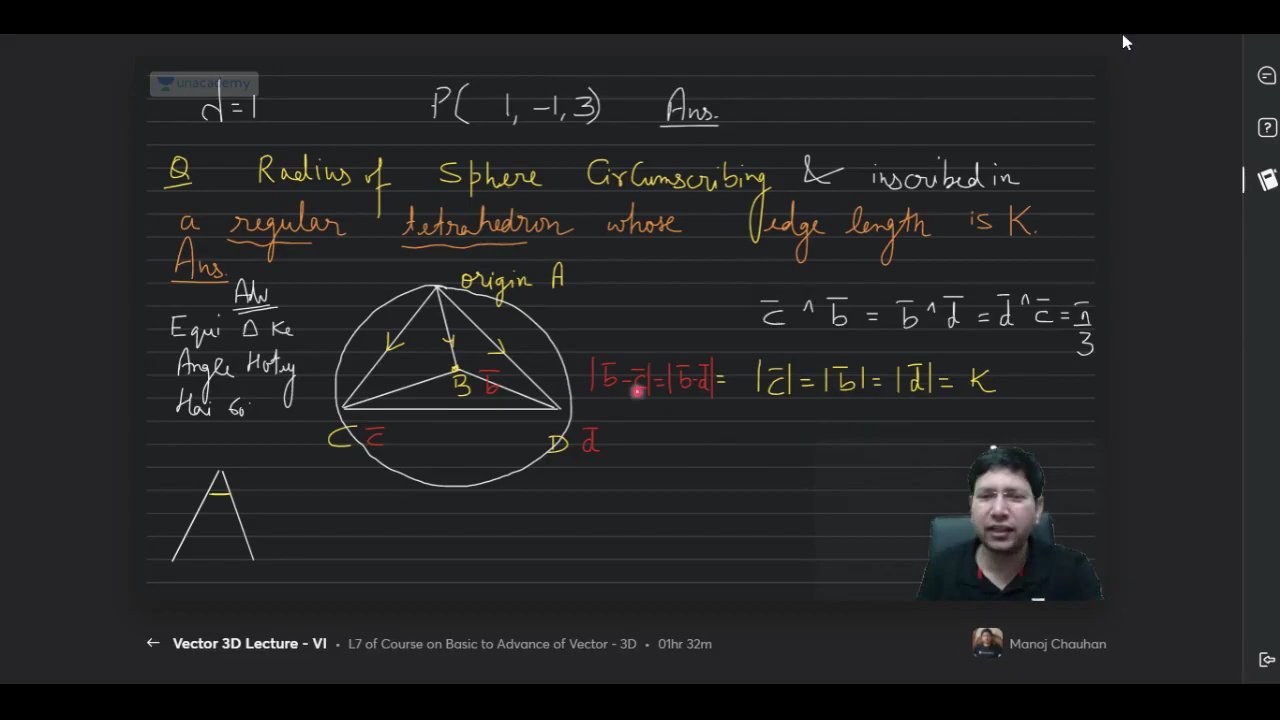 unacademy
d = 1 P( 1, -1, 3) Ans.
Q Radius of Sphere Circumscribing & inscribed in
a regular tetrahedron whose edge length is K.
Ans.
origin A
Adv
Equi Δ Ke
Angle Hotey
Hai 60°
c̄ ^ b̄ = b̄ ^ d̄ = d̄ ^ c̄ = π/3
B b̄
|b̄-c̄| = |b̄-d̄| = |c̄| = |b̄| = |d̄| = K
C c̄ D d̄
Vector 3D Lecture - VI • L7 of Course on Basic to Advance of Vector - 3D • 01hr 32m Manoj Chauhan